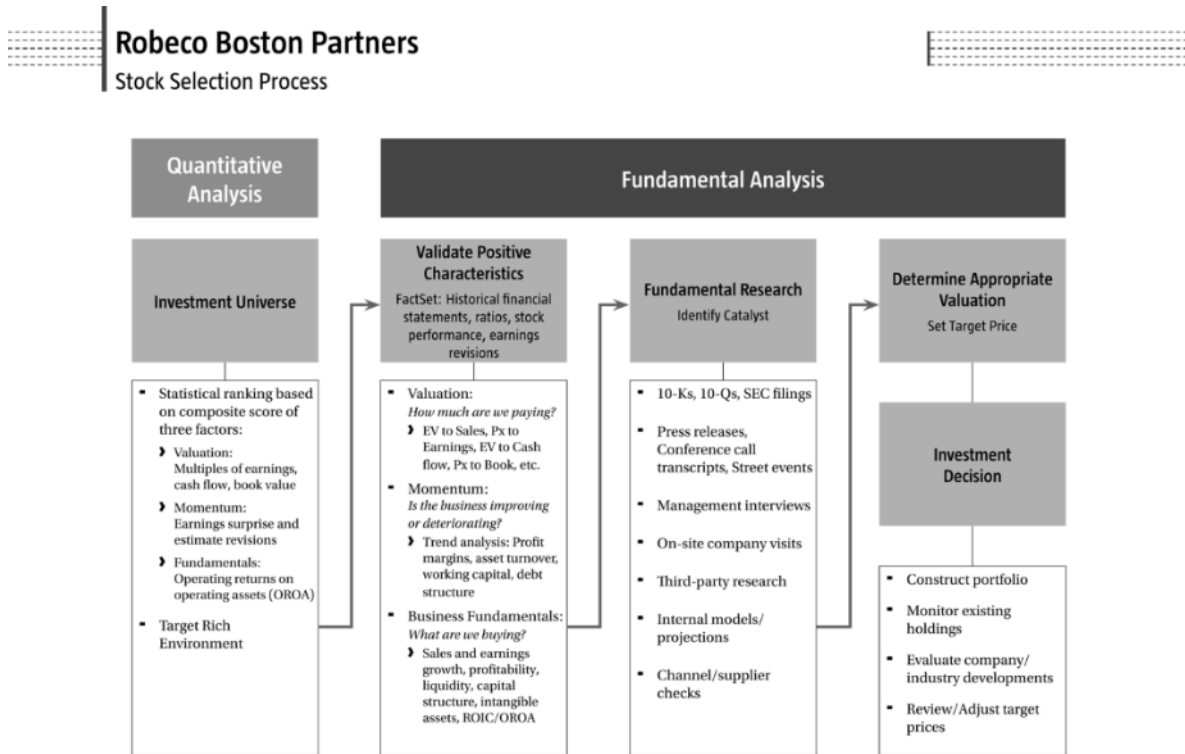 Robeco Boston Partners
Stock Selection Process
Quantitative
Analysis
Fundamental Analysis
Investment Universe
▪ Statistical ranking based
on composite score of
three factors:
❯ Valuation:
Multiples of earnings,
cash flow, book value
❯ Momentum:
Earnings surprise and
estimate revisions
❯ Fundamentals:
Operating returns on
operating assets (OROA)
▪ Target Rich
Environment
Validate Positive
Characteristics
FactSet: Historical financial
statements, ratios, stock
performance, earnings
revisions
▪ Valuation:
How much are we paying?
❯ EV to Sales, Px to
Earnings, EV to Cash
flow, Px to Book, etc.
▪ Momentum:
Is the business improving
or deteriorating?
❯ Trend analysis: Profit
margins, asset turnover,
working capital, debt
structure
▪ Business Fundamentals:
What are we buying?
❯ Sales and earnings
growth, profitability,
liquidity, capital
structure, intangible
assets, ROIC/OROA
Fundamental Research
Identify Catalyst
▪ 10-Ks, 10-Qs, SEC filings
▪ Press releases,
Conference call
transcripts, Street events
▪ Management interviews
▪ On-site company visits
▪ Third-party research
▪ Internal models/
projections
▪ Channel/supplier
checks
Determine Appropriate
Valuation
Set Target Price
Investment
Decision
▪ Construct portfolio
▪ Monitor existing
holdings
▪ Evaluate company/
industry developments
▪ Review/Adjust target
prices